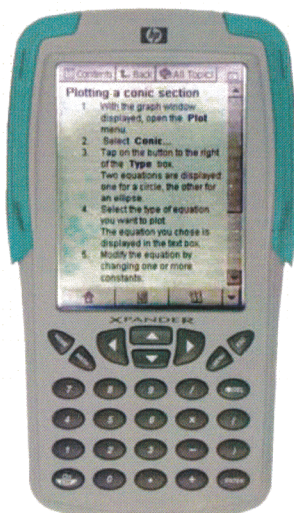 hp
Contents Back All Topics
Plotting a conic section
1. With the graph window
displayed, open the Plot
menu.
2. Select Conic...
3. Tap on the button to the right
of the Type box.
Two equations are displayed
one for a circle, the other for
an ellipse.
4. Select the type of equation
you want to plot
The equation you chose is
displayed in the text box.
5. Modify the equation by
changing one or more
constants.
XPANDER
7 8 9 /
4 5 6 × (
1 2 3 − )
0 • + ENTER